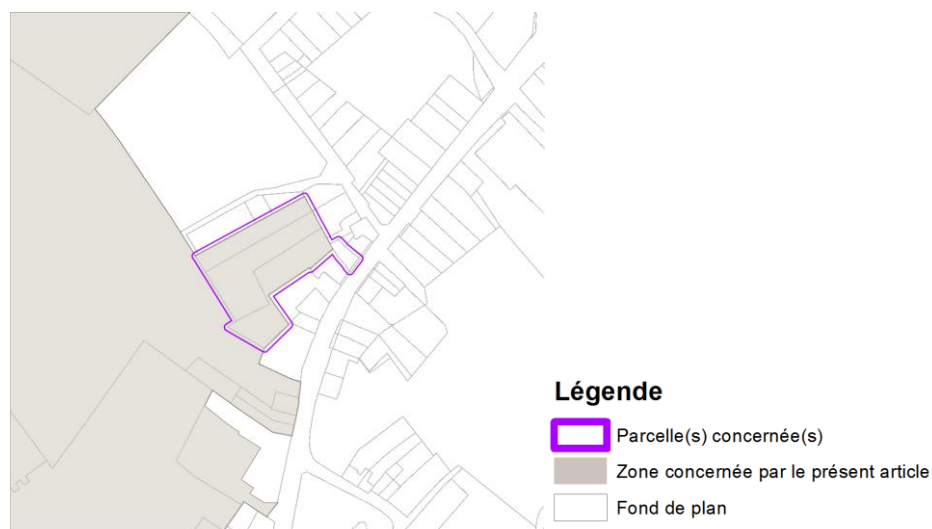 Légende
Parcelle(s) concernée(s)
Zone concernée par le présent article
Fond de plan